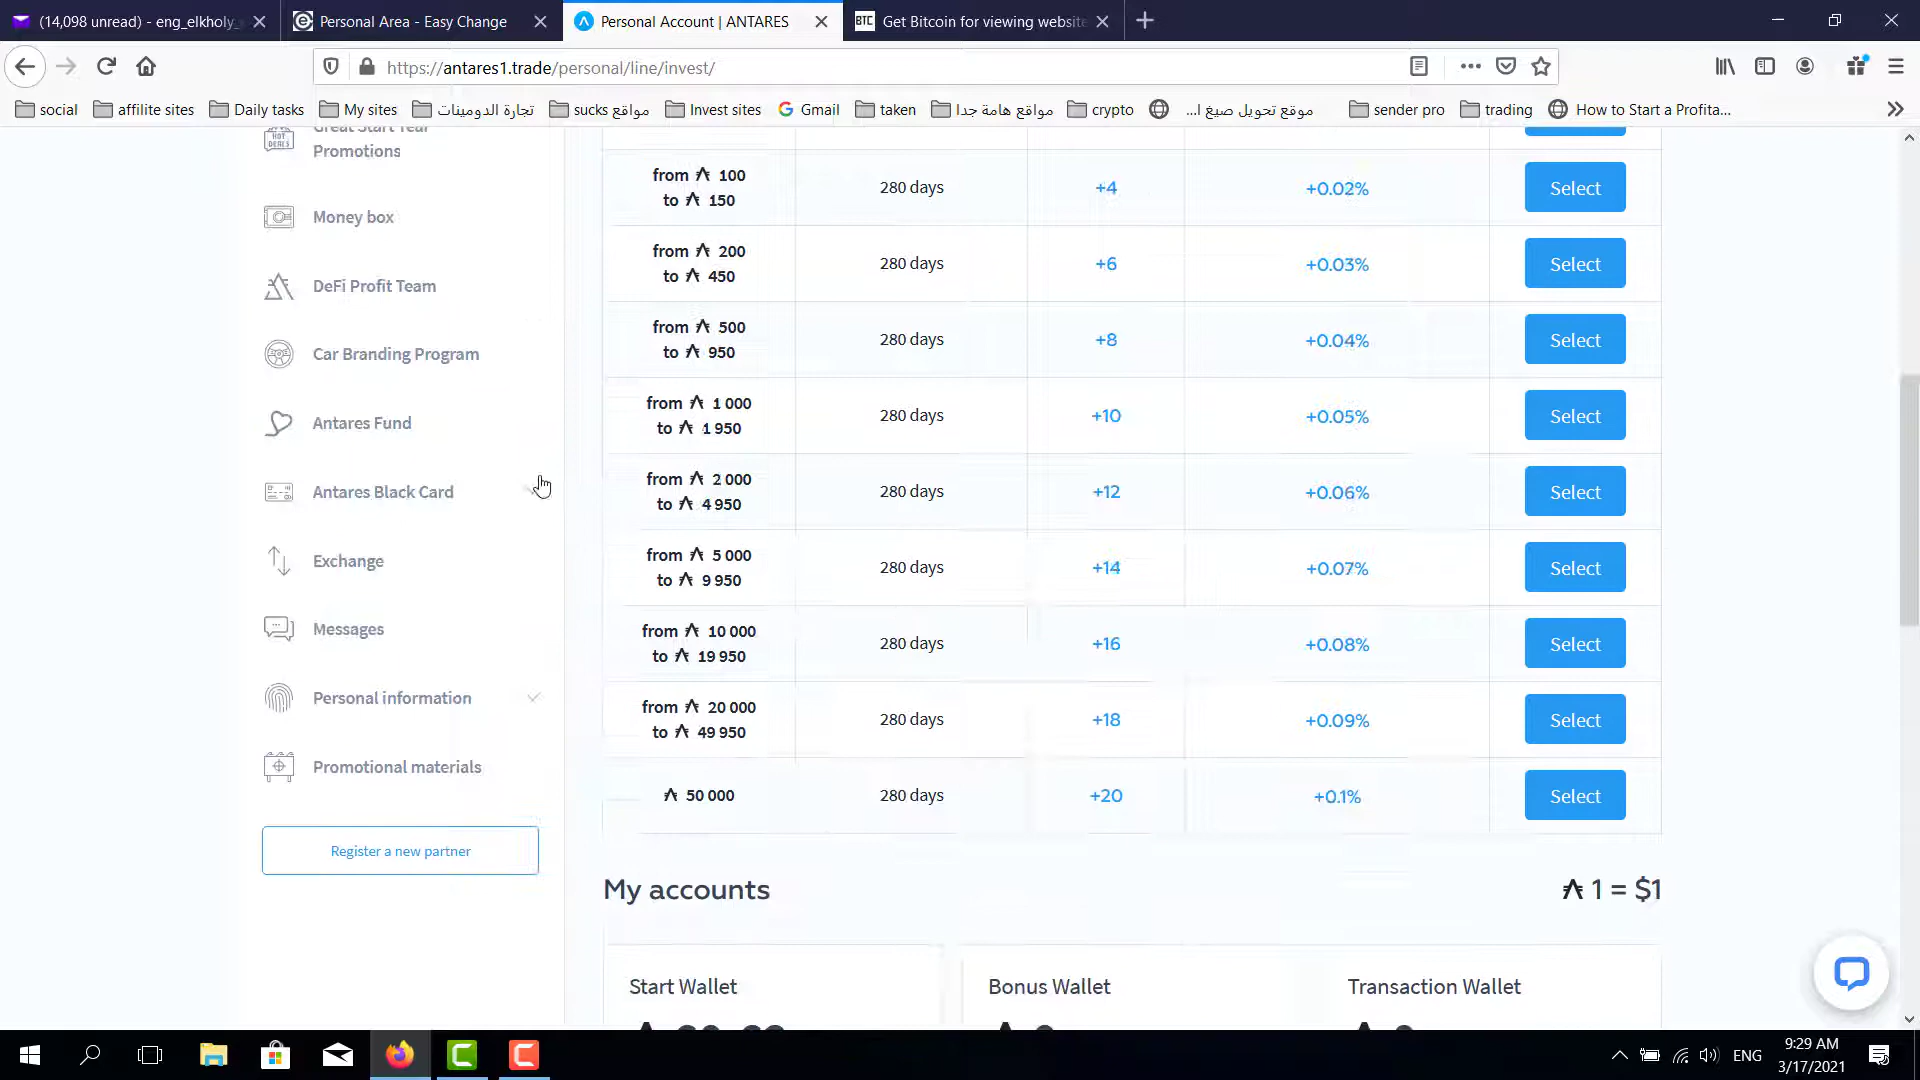 (14,098 unread) - eng_elkholy_
Personal Area - Easy Change
Personal Account | ANTARES
BTC Get Bitcoin for viewing website
https://antares1.trade/personal/line/invest/
social
affilite sites
Daily tasks
My sites
تجارة الدومينات
مواقع sucks
Invest sites
Gmail
taken
مواقع هامة جدا
crypto
موقع تحويل صيغ ا...
sender pro
trading
How to Start a Profita...
Great Start Year
Promotions
Money box
DeFi Profit Team
Car Branding Program
Antares Fund
Antares Black Card
Exchange
Messages
Personal information
Promotional materials
Register a new partner
from 100
to 150
280 days
+4
+0.02%
Select
from 200
to 450
280 days
+6
+0.03%
Select
from 500
to 950
280 days
+8
+0.04%
Select
from 1 000
to 1 950
280 days
+10
+0.05%
Select
from 2 000
to 4 950
280 days
+12
+0.06%
Select
from 5 000
to 9 950
280 days
+14
+0.07%
Select
from 10 000
to 19 950
280 days
+16
+0.08%
Select
from 20 000
to 49 950
280 days
+18
+0.09%
Select
50 000
280 days
+20
+0.1%
Select
My accounts
1 = $1
Start Wallet
Bonus Wallet
Transaction Wallet
ENG
9:29 AM
3/17/2021